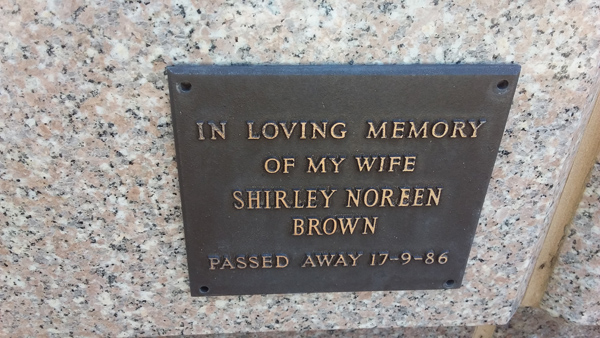 IN LOVING MEMORY
OF MY WIFE
SHIRLEY NOREEN
BROWN
PASSED AWAY 17-9-86